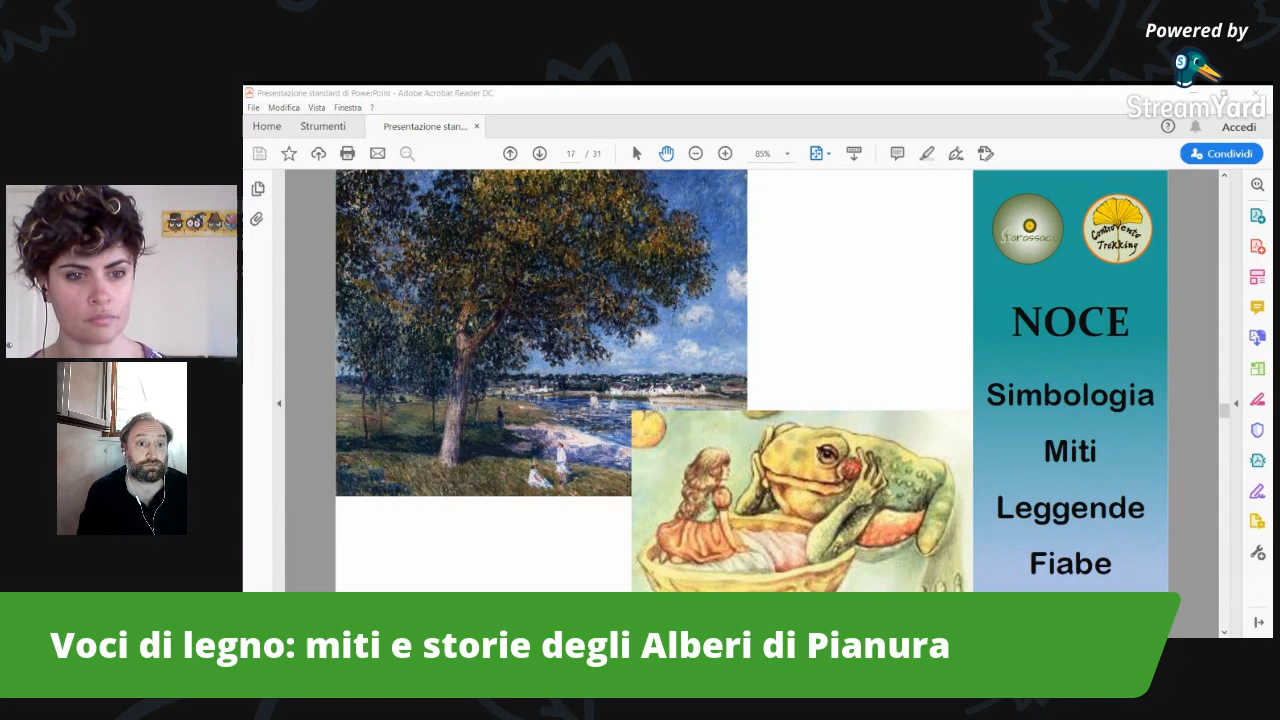 Powered by
StreamYard
Presentazione standard di PowerPoint - Adobe Acrobat Reader DC
File Modifica Vista Finestra ?
Home Strumenti Presentazione stan... × Accedi
17 / 31 85% Condividi
ControVento
Trekking
NOCE
Simbologia
Miti
Leggende
Fiabe
Voci di legno: miti e storie degli Alberi di Pianura